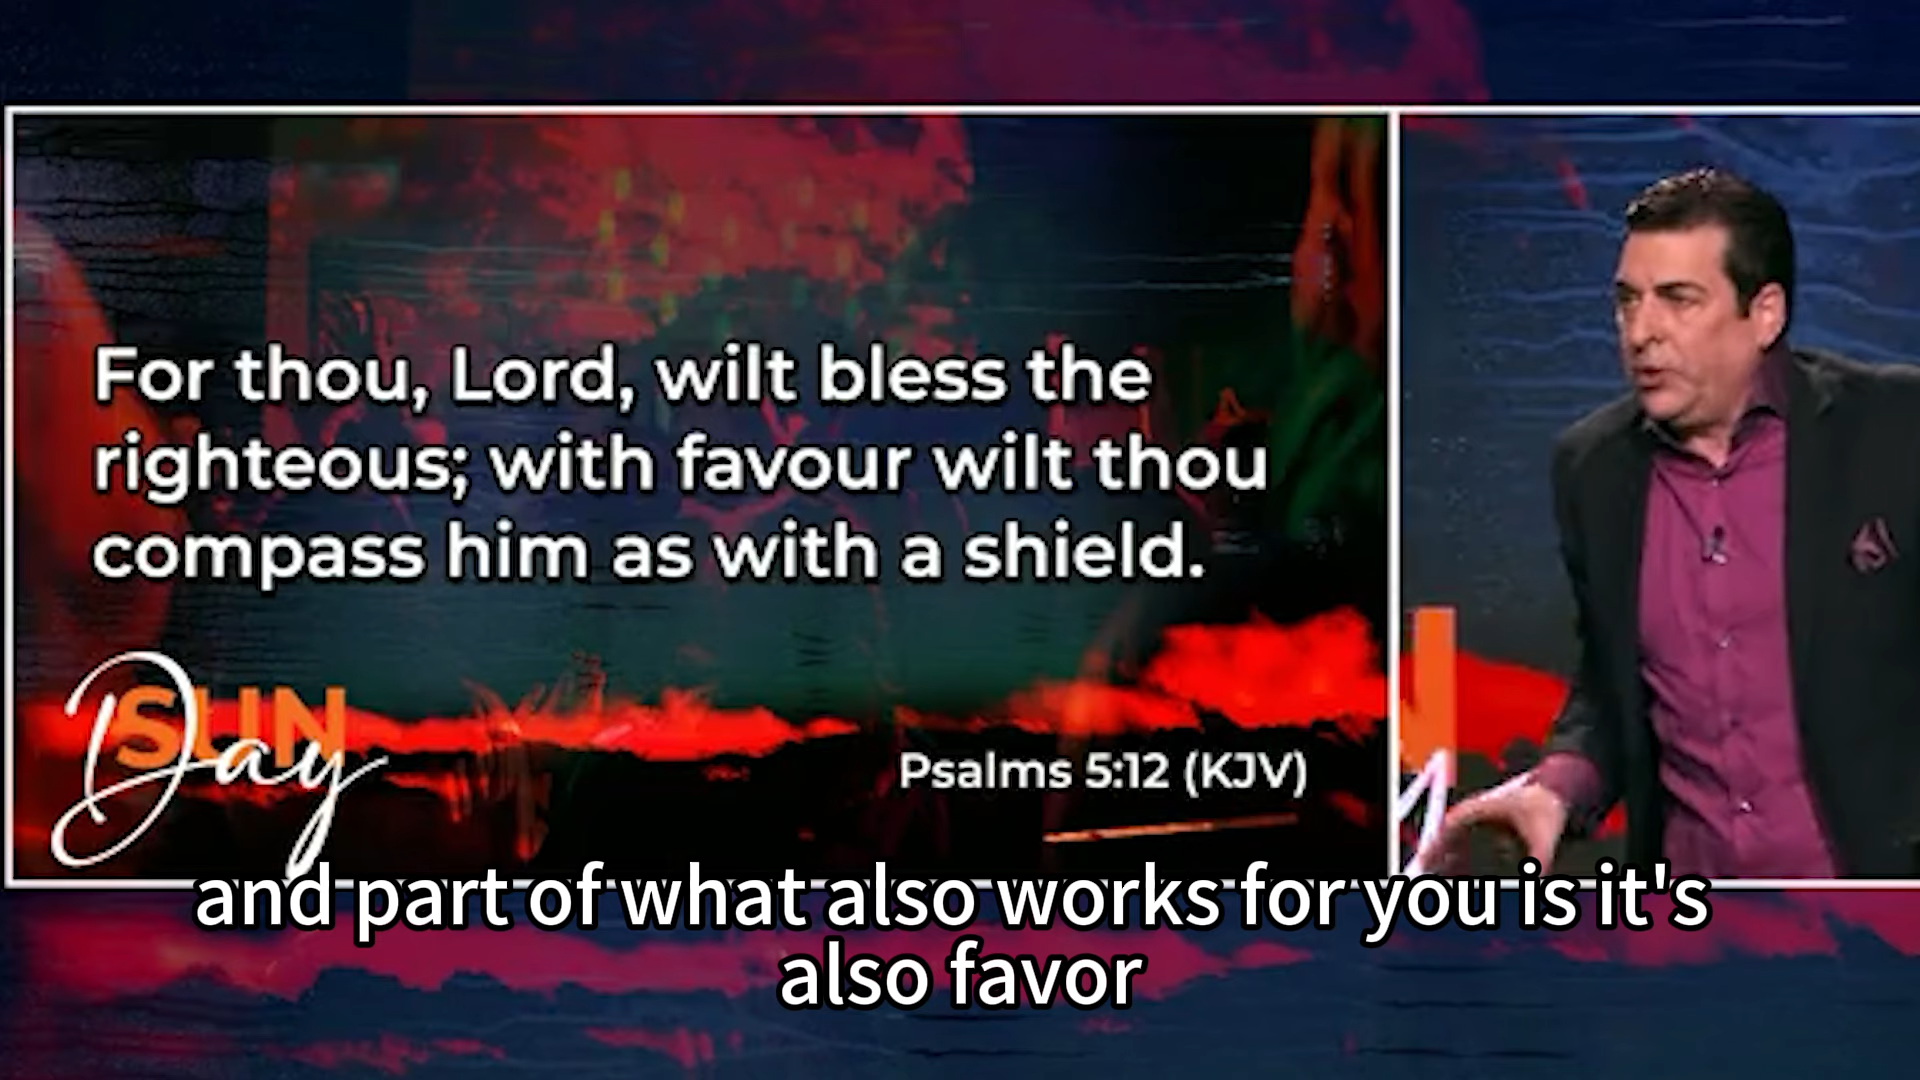 For thou, Lord, wilt bless the
righteous; with favour wilt thou
compass him as with a shield.
SUN
Day
Psalms 5:12 (KJV)
and part of what also works for you is it's
also favor